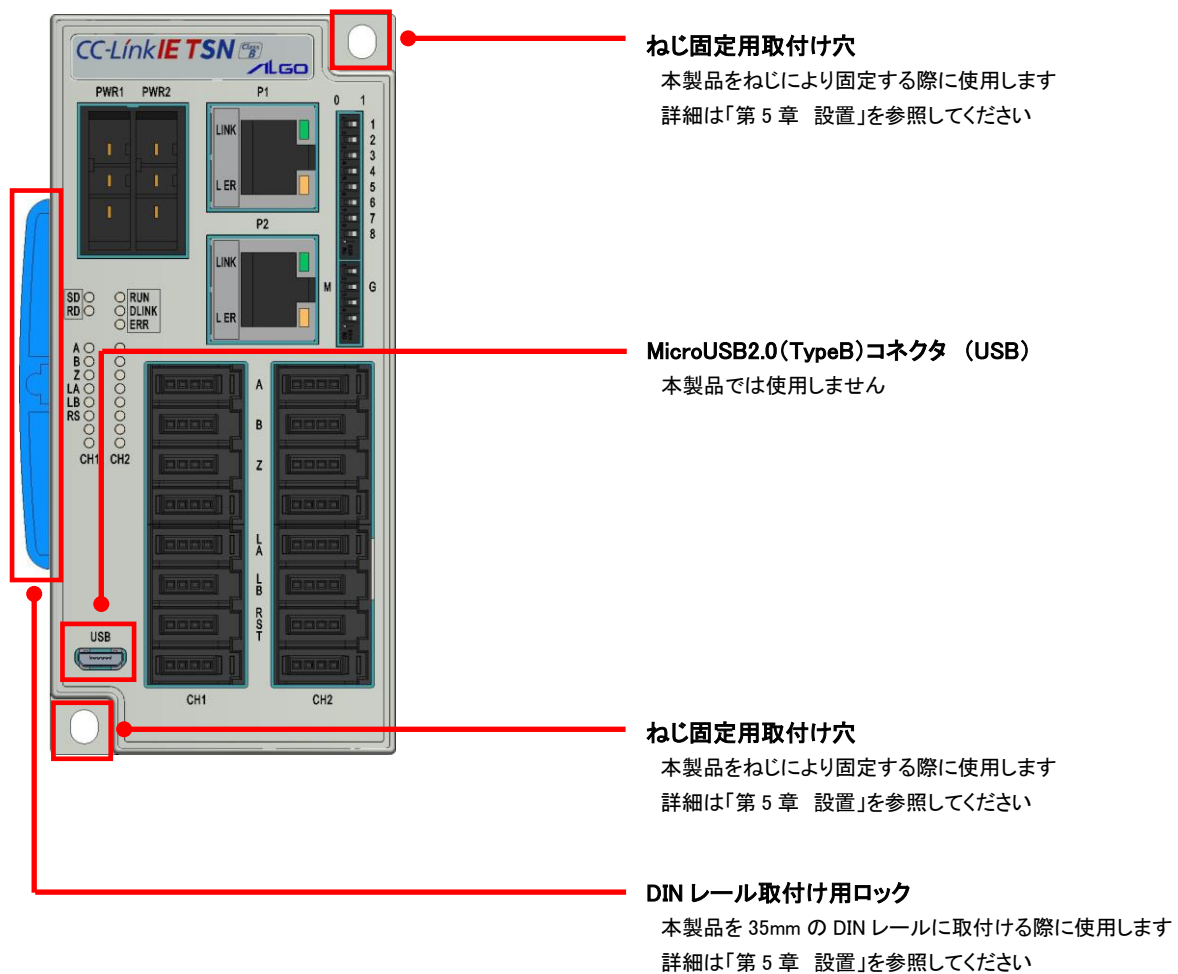 CC-Link IE TSN Class B
ALGO
PWR1 PWR2
P1
0 1
LINK
L ER
1
2
3
4
5
6
7
8
P2
LINK
L ER
M
G
SD
RD
RUN
DLINK
ERR
A
B
Z
LA
LB
RS
CH1 CH2
A
B
Z
LA
LB
RST
USB
CH1
CH2
ねじ固定用取付け穴
本製品をねじにより固定する際に使用します
詳細は「第 5 章 設置」を参照してください
MicroUSB2.0(TypeB)コネクタ (USB)
本製品では使用しません
ねじ固定用取付け穴
本製品をねじにより固定する際に使用します
詳細は「第 5 章 設置」を参照してください
DIN レール取付け用ロック
本製品を 35mm の DIN レールに取付ける際に使用します
詳細は「第 5 章 設置」を参照してください